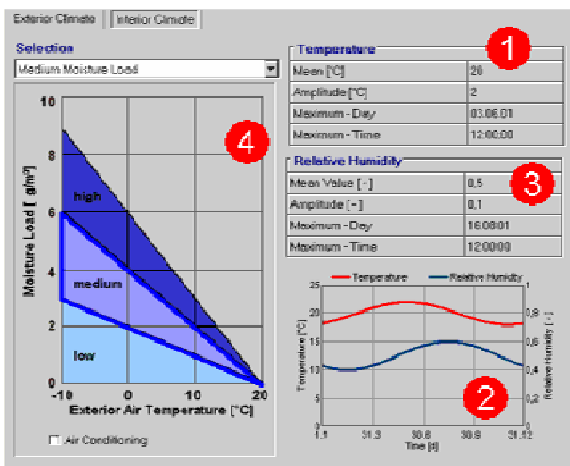 Exterior Climate
Interior Climate
Selection
Medium Moisture Load
10
8
6
4
2
0
Moisture Load [ g/m³]
high
medium
low
-10 0 10 20
Exterior Air Temperature [°C]
Air Conditioning
4
Temperature
1
Mean [°C] 20
Amplitude [°C] 2
Maximum - Day 03.06.01
Maximum - Time 12:00:00
Relative Humidity
3
Mean Value [-] 0,5
Amplitude [-] 0,1
Maximum - Day 160801
Maximum - Time 120000
Temperature Relative Humidity
25 1
20 0,8
15 0,6
10 0,4
5 0,2
0 0
Temperature [°C]
Relative Humidity [-]
2
1.1 31.3 30.6 30.9 31.12
Time [d]